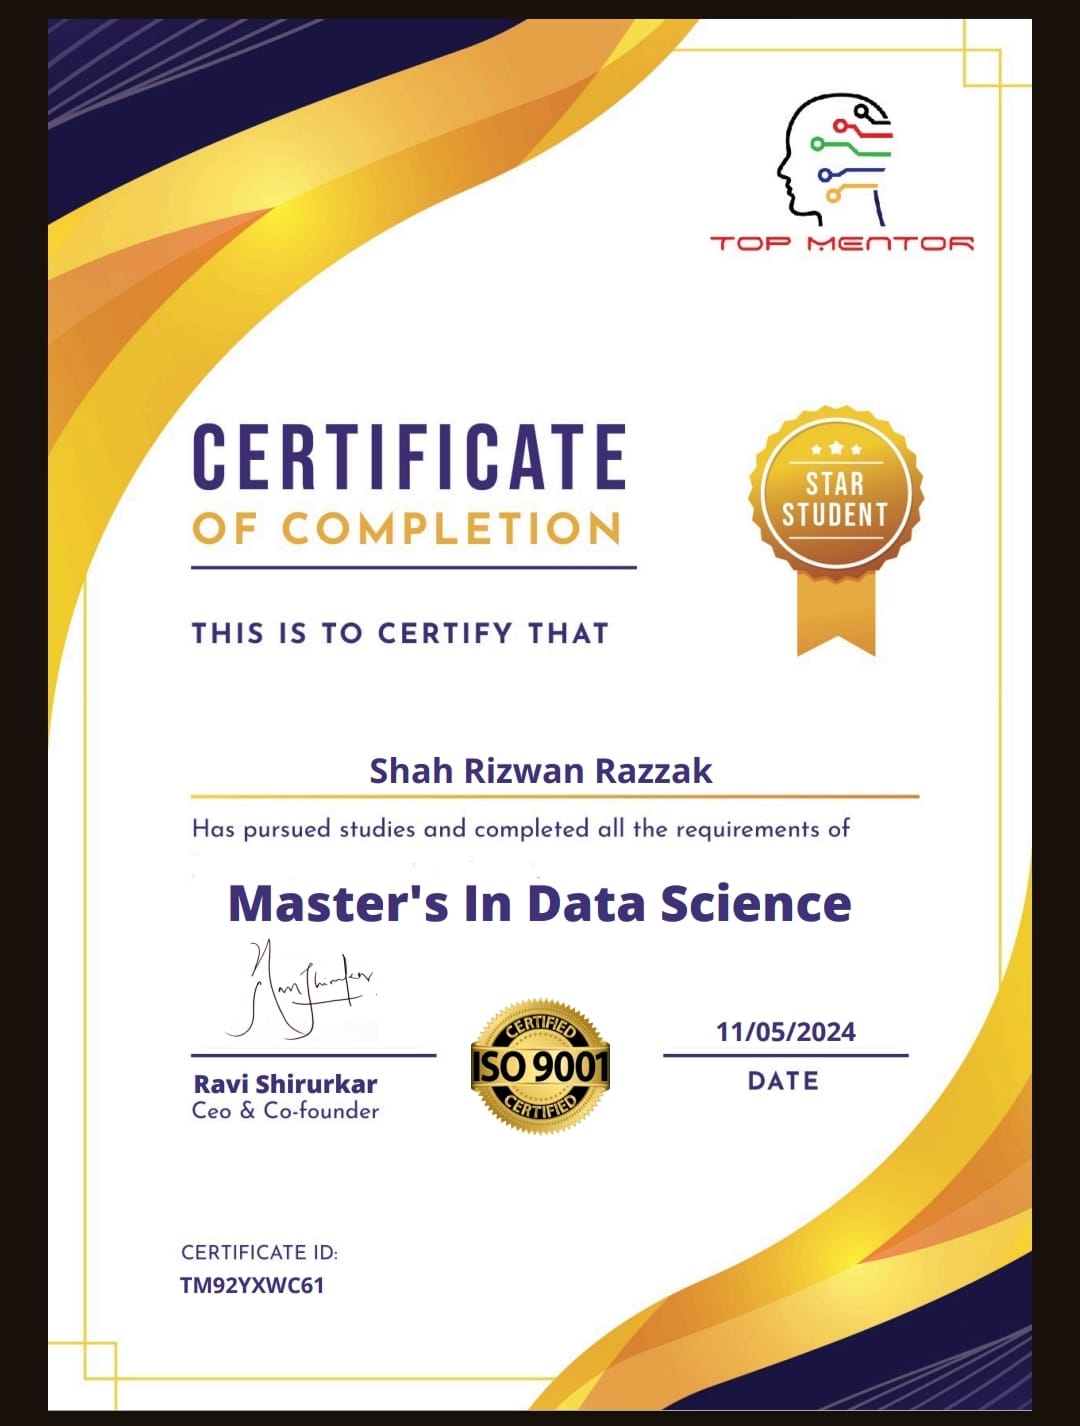 TOP MENTOR
CERTIFICATE
OF COMPLETION
STAR
STUDENT
THIS IS TO CERTIFY THAT
Shah Rizwan Razzak
Has pursued studies and completed all the requirements of
Master's In Data Science
11/05/2024
DATE
Ravi Shirurkar
Ceo & Co-founder
CERTIFIED
ISO 9001
CERTIFIED
CERTIFICATE ID:
TM92YXWC61